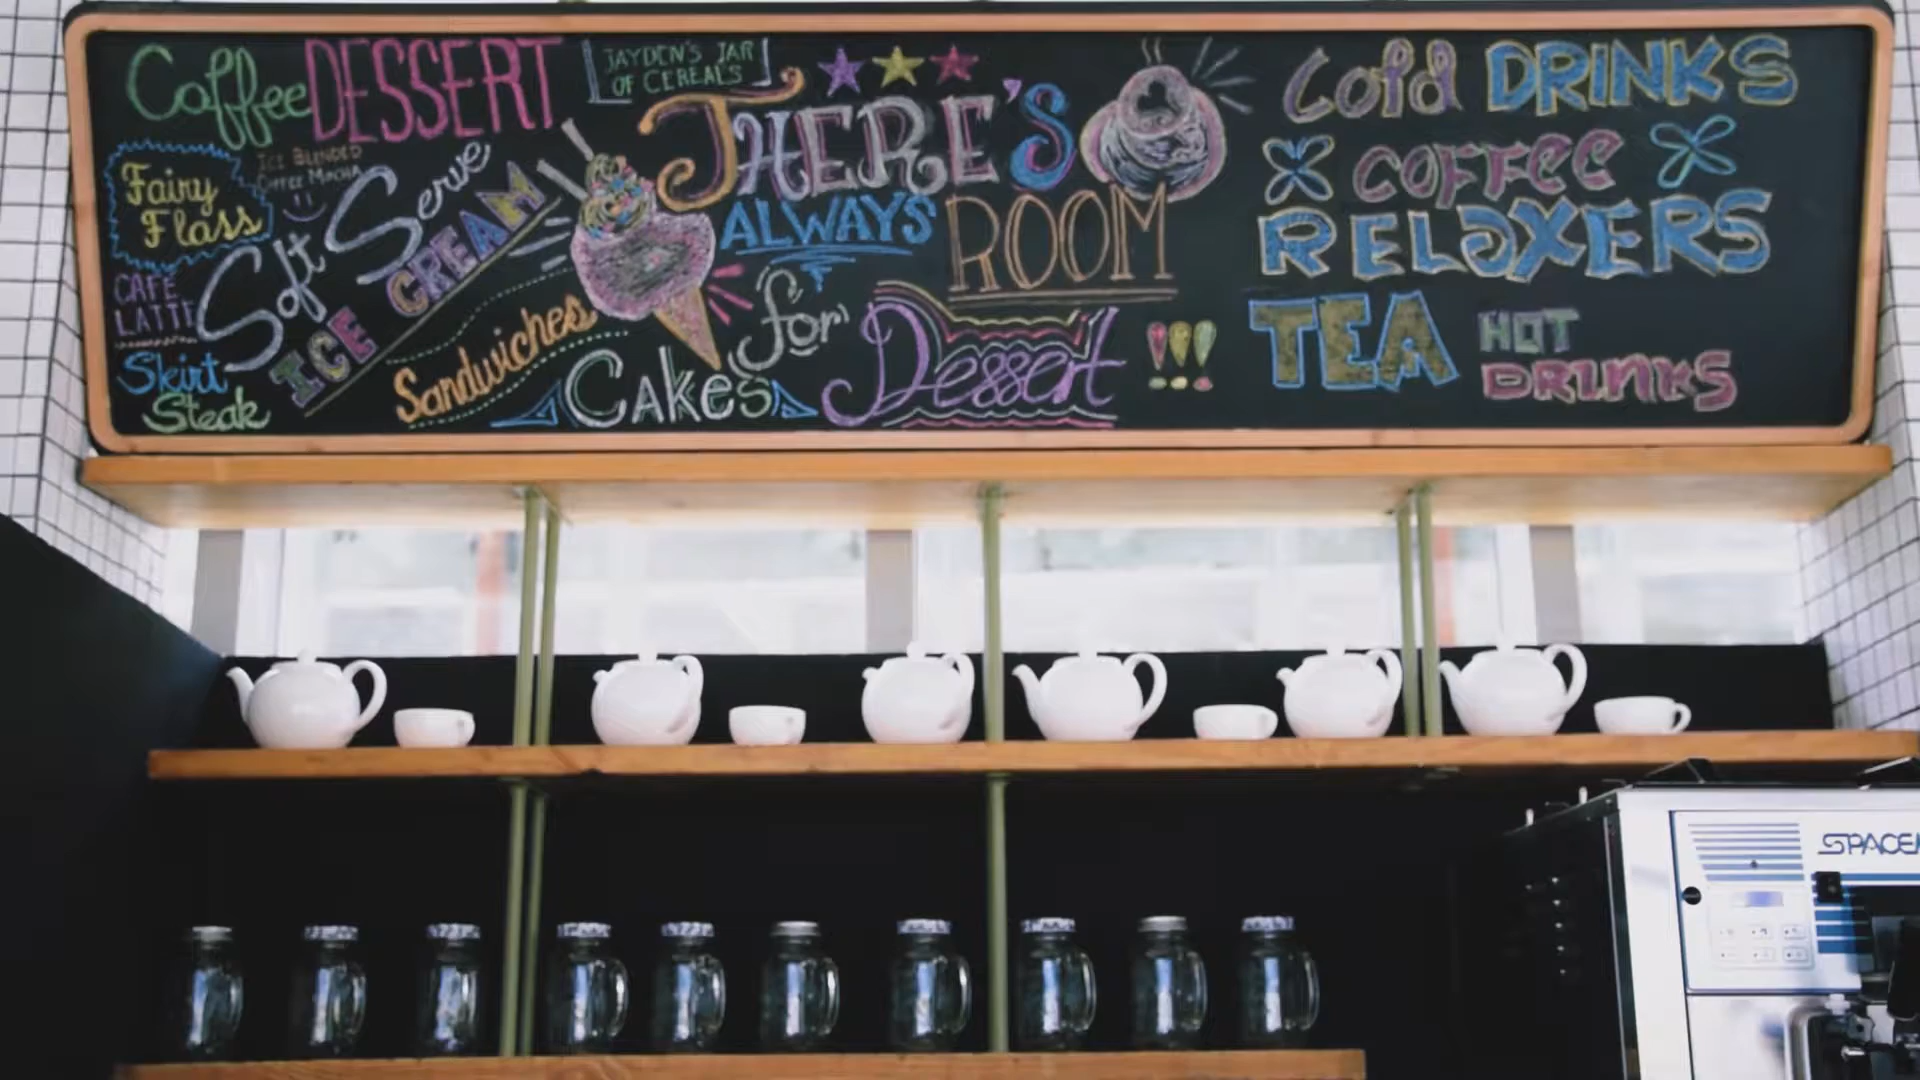 Coffee DESSERT
JAYDEN'S JAR
OF CEREALS
Fairy
Floss
ICE BLENDED
COFFEE MOCHA
Soft Serve
ICE CREAM
CAFE
LATTE
Skirt
Steak
Sandwiches
Cakes
THERE'S
ALWAYS ROOM
for Dessert!!!
Cold DRINKS
COFFEE
RELAXERS
TEA
HOT
DRINKS